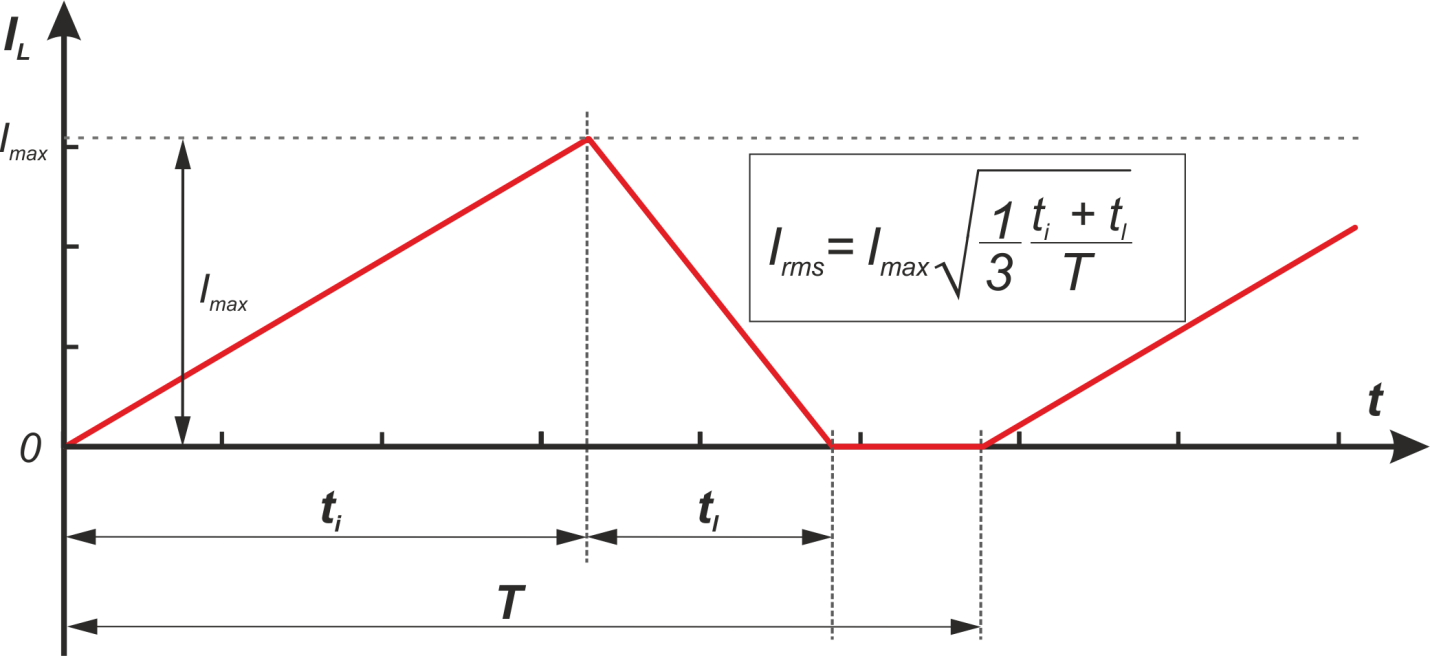 I_L
I_max
I_max
I_rms = I_max √(1/3 (t_i + t_l)/T)
t
0
t_i
t_l
T